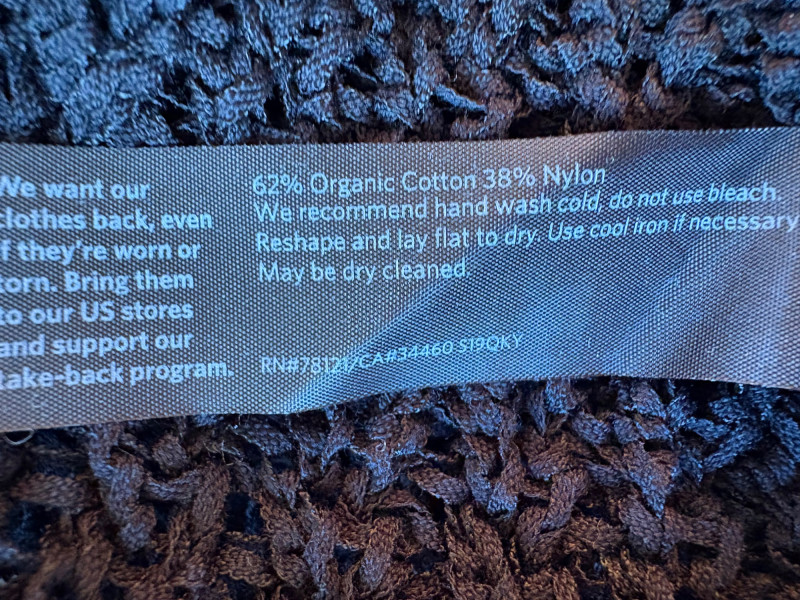 We want our
clothes back, even
if they're worn or
torn. Bring them
to our US stores
and support our
take-back program.
62% Organic Cotton 38% Nylon
We recommend hand wash cold, do not use bleach.
Reshape and lay flat to dry. Use cool iron if necessary
May be dry cleaned.
RN#78121/CA#34460 S19QKY